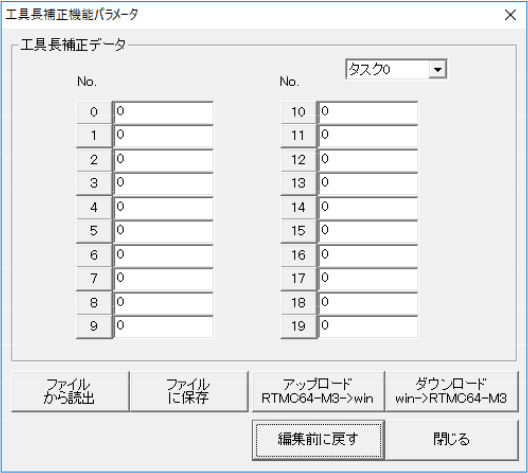 工具長補正機能パラメータ
工具長補正データ
タスク0
No. No.
0 0 10 0
1 0 11 0
2 0 12 0
3 0 13 0
4 0 14 0
5 0 15 0
6 0 16 0
7 0 17 0
8 0 18 0
9 0 19 0
ファイル
から読出
ファイル
に保存
アップロード
RTMC64-M3->win
ダウンロード
win->RTMC64-M3
編集前に戻す 閉じる